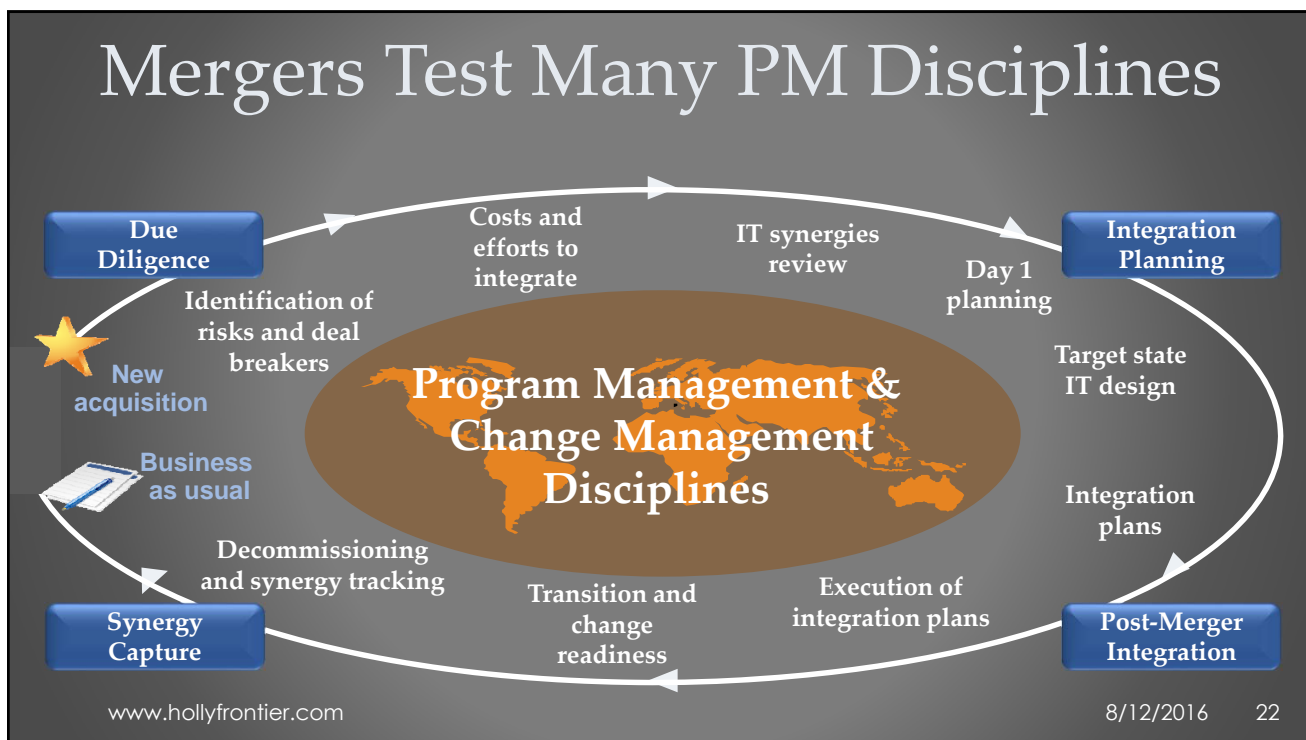 Mergers Test Many PM Disciplines
Due
Diligence
Costs and
efforts to
integrate
IT synergies
review
Day 1
planning
Integration
Planning
Identification of
risks and deal
breakers
New
acquisition
Target state
IT design
Program Management &
Change Management
Disciplines
Business
as usual
Integration
plans
Decommissioning
and synergy tracking
Transition and
change
readiness
Execution of
integration plans
Synergy
Capture
Post-Merger
Integration
www.hollyfrontier.com
8/12/2016
22